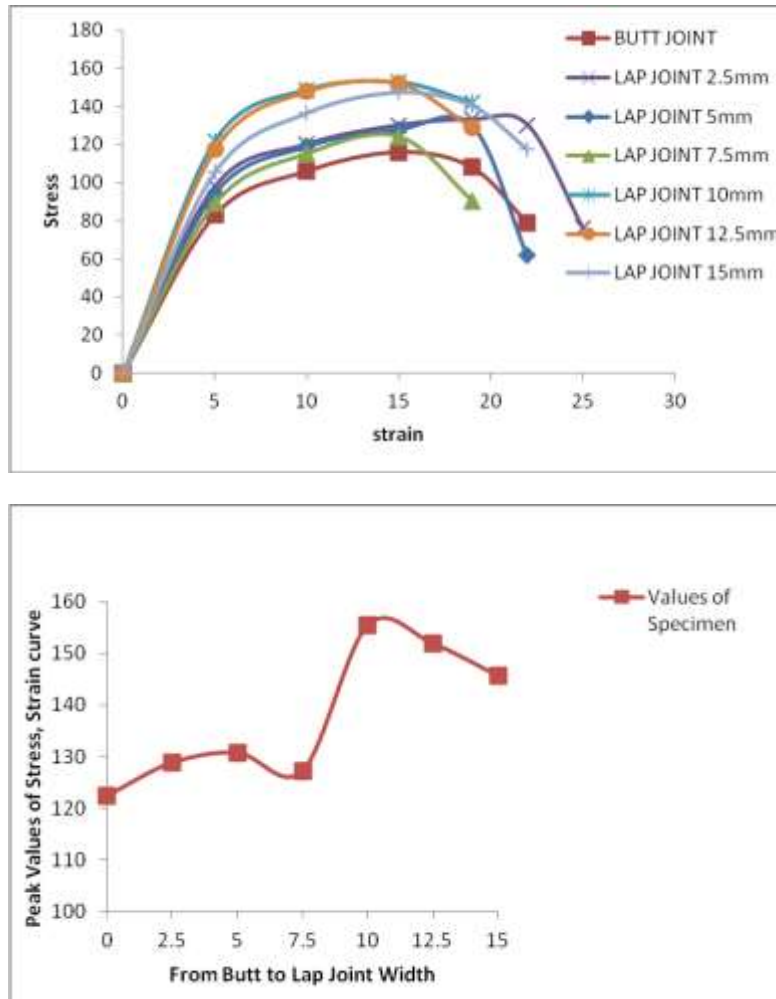 180
160
140
120
100
80
60
40
20
0
Stress
0 5 10 15 20 25 30
strain
BUTT JOINT
LAP JOINT 2.5mm
LAP JOINT 5mm
LAP JOINT 7.5mm
LAP JOINT 10mm
LAP JOINT 12.5mm
LAP JOINT 15mm
160
150
140
130
120
110
100
Peak Values of Stress, Strain curve
0 2.5 5 7.5 10 12.5 15
From Butt to Lap Joint Width
Values of
Specimen